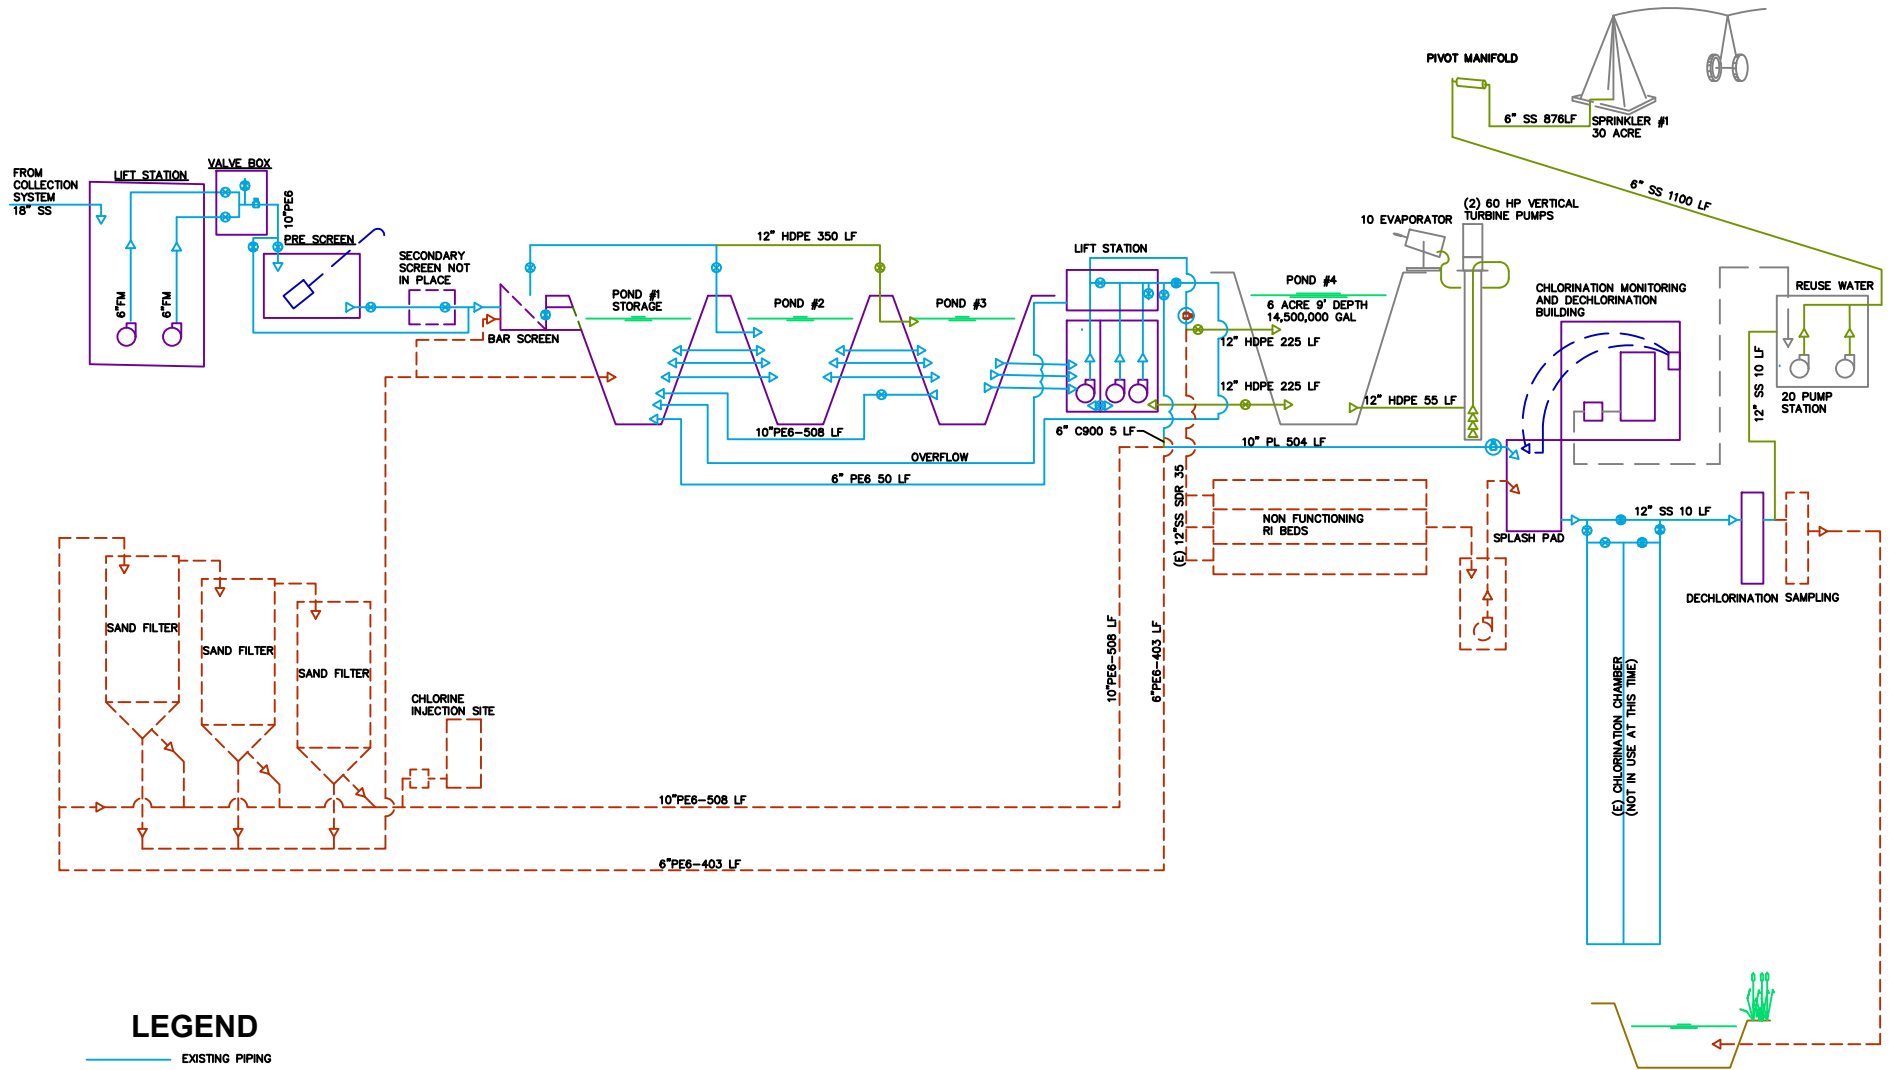 PIVOT MANIFOLD
6" SS 876LF
SPRINKLER #1
30 ACRE
6" SS 1100 LF
FROM
COLLECTION
SYSTEM
18" SS
LIFT STATION
VALVE BOX
10"PE6
6"FM
6"FM
PRE SCREEN
SECONDARY
SCREEN NOT
IN PLACE
BAR SCREEN
12" HDPE 350 LF
POND #1
STORAGE
POND #2
POND #3
LIFT STATION
10 EVAPORATOR
(2) 60 HP VERTICAL
TURBINE PUMPS
POND #4
6 ACRE 9' DEPTH
14,500,000 GAL
12" HDPE 225 LF
12" HDPE 225 LF
12" HDPE 55 LF
CHLORINATION MONITORING
AND DECHLORINATION
BUILDING
REUSE WATER
12" SS 10 LF
20 PUMP
STATION
10"PE6-508 LF
OVERFLOW
6" PE6 50 LF
6" C900 5 LF
10" PL 504 LF
(E) 12"SS SDR 35
NON FUNCTIONING
RI BEDS
SPLASH PAD
12" SS 10 LF
DECHLORINATION SAMPLING
SAND FILTER
SAND FILTER
SAND FILTER
CHLORINE
INJECTION SITE
10"PE6-508 LF
6"PE6-403 LF
10"PE6-508 LF
6"PE6-403 LF
(E) CHLORINATION CHAMBER
(NOT IN USE AT THIS TIME)
LEGEND
EXISTING PIPING